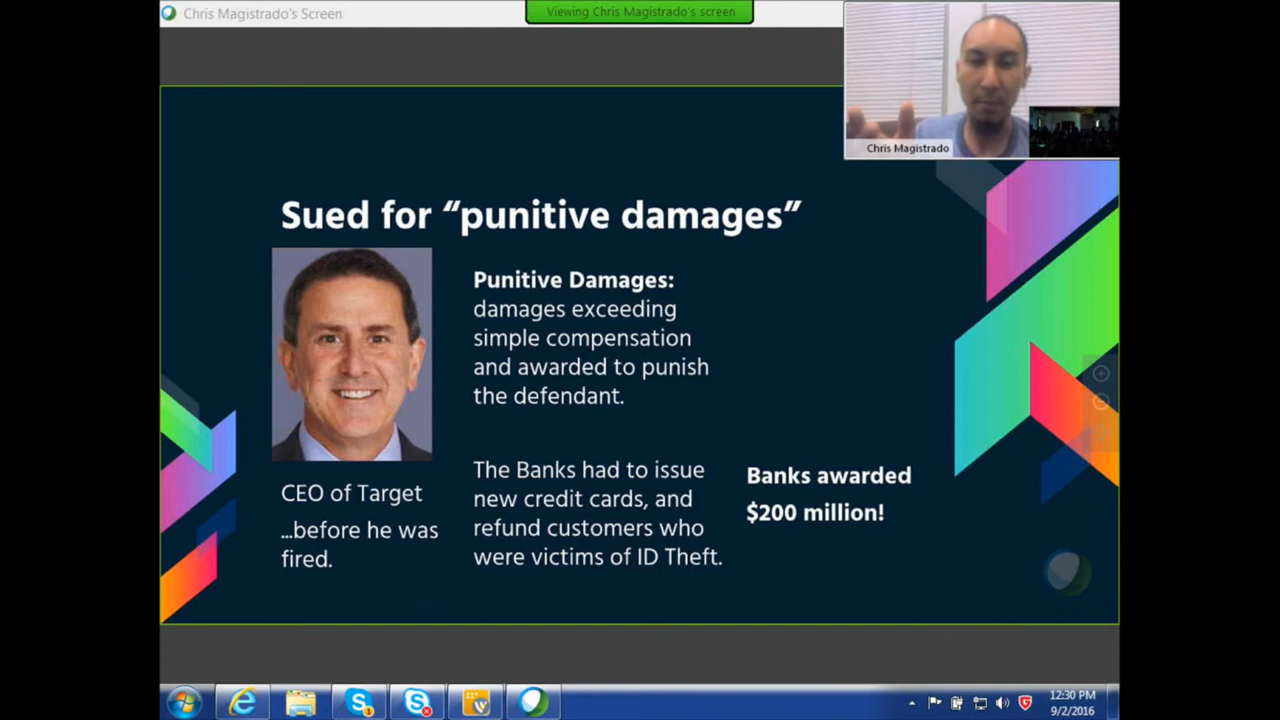 Chris Magistrado's Screen
Viewing Chris Magistrado's screen
Chris Magistrado
Sued for “punitive damages”
Punitive Damages:
damages exceeding
simple compensation
and awarded to punish
the defendant.
CEO of Target
...before he was
fired.
The Banks had to issue
new credit cards, and
refund customers who
were victims of ID Theft.
Banks awarded
$200 million!
12:30 PM
9/2/2016